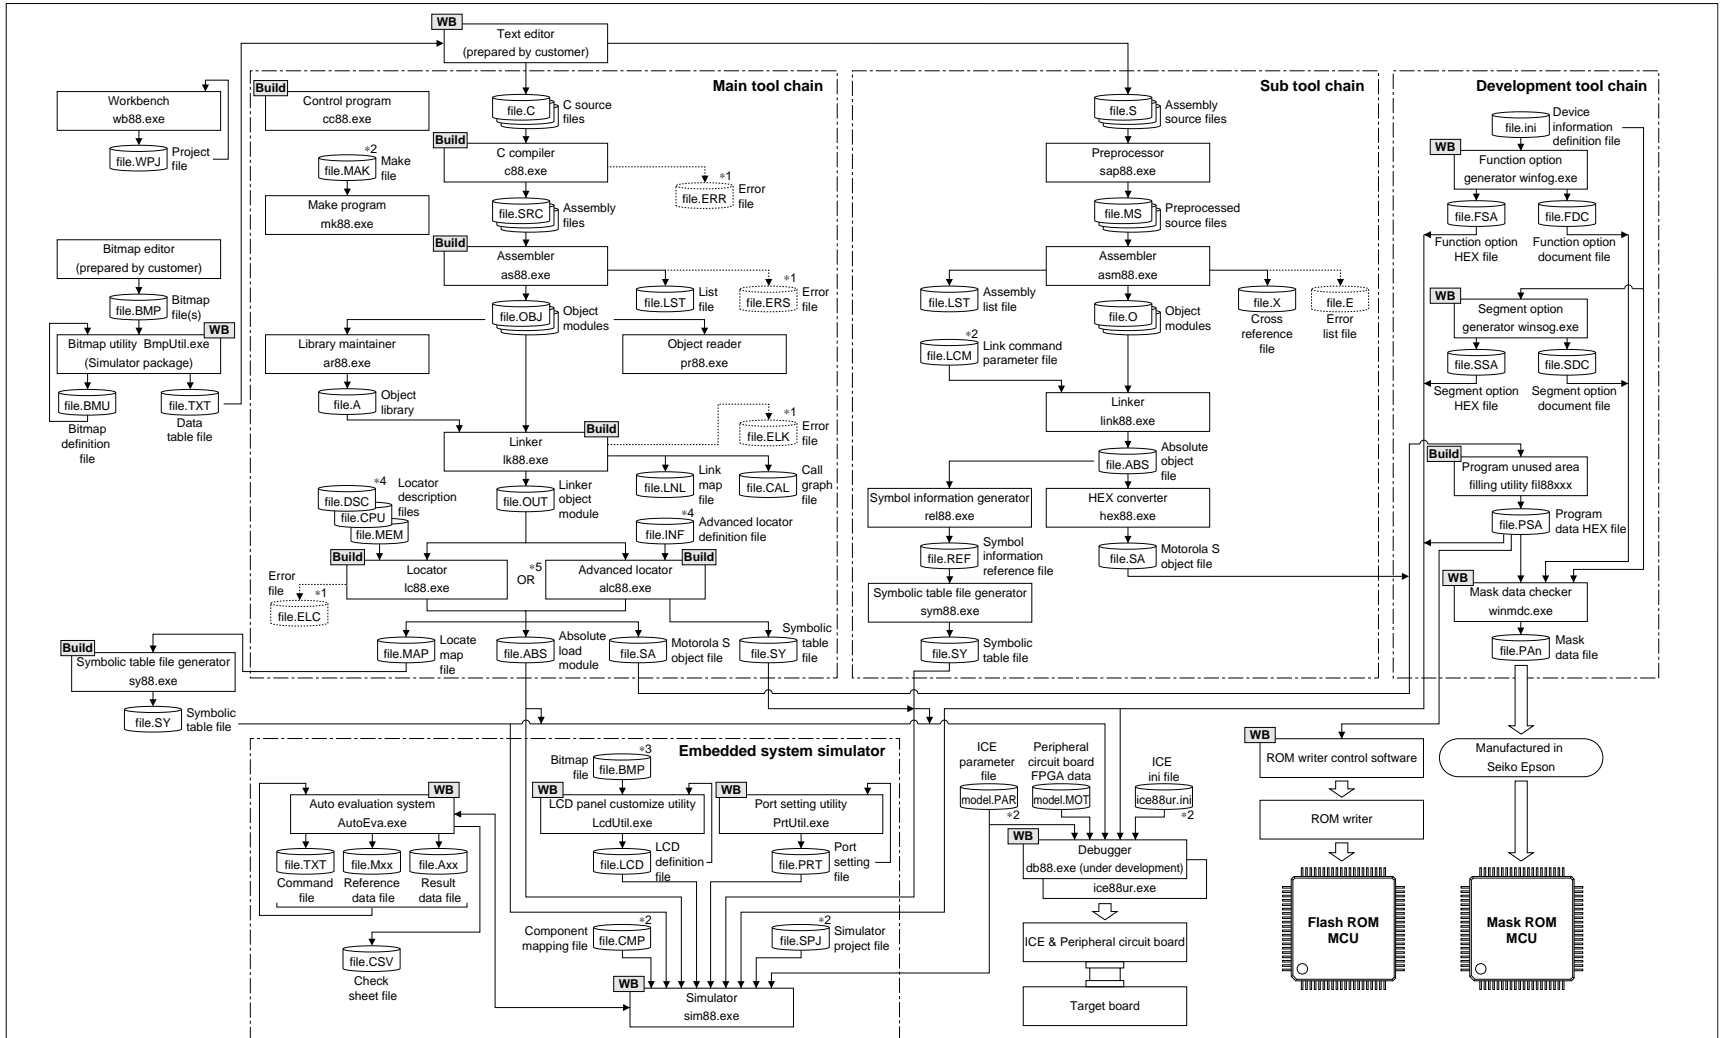 WB
Text editor
(prepared by customer)
Workbench
wb88.exe
file.WPJ
Project
file
Bitmap editor
(prepared by customer)
file.BMP
Bitmap
file(s)
WB
Bitmap utility BmpUtil.exe
(Simulator package)
file.BMU
file.TXT
Bitmap
definition
file
Data
table file
Main tool chain
Build
Control program
cc88.exe
file.C
C source
files
*2
file.MAK
Make
file
Make program
mk88.exe
Build
C compiler
c88.exe
*1
file.ERR
Error
file
file.SRC
Assembly
files
Build
Assembler
as88.exe
file.LST
List
file
*1
file.ERS
Error
file
file.OBJ
Object
modules
Library maintainer
ar88.exe
Object reader
pr88.exe
file.A
Object
library
Build
Linker
lk88.exe
*1
file.ELK
Error
file
file.LNL
Link
map
file
file.CAL
Call
graph
file
*4
file.DSC
file.CPU
file.MEM
Locator
description
files
file.OUT
Linker
object
module
*4
file.INF
Advanced locator
definition file
Build
Locator
lc88.exe
*5
OR
Build
Advanced locator
alc88.exe
Error
file
*1
file.ELC
file.MAP
Locate
map
file
file.ABS
Absolute
load
module
file.SA
Motorola S
object file
file.SY
Symbolic
table
file
Build
Symbolic table file generator
sy88.exe
file.SY
Symbolic
table file
Sub tool chain
file.S
Assembly
source files
Preprocessor
sap88.exe
file.MS
Preprocessed
source files
Assembler
asm88.exe
file.LST
Assembly
list file
file.O
Object
modules
file.X
Cross
reference
file
file.E
Error
list file
*2
file.LCM
Link command
parameter file
Linker
link88.exe
file.ABS
Absolute
object
file
Symbol information generator
rel88.exe
HEX converter
hex88.exe
file.REF
Symbol
information
reference file
file.SA
Motorola S
object file
Symbolic table file generator
sym88.exe
file.SY
Symbolic
table file
Development tool chain
file.ini
Device
information
definition file
WB
Function option
generator winfog.exe
file.FSA
file.FDC
Function option
HEX file
Function option
document file
WB
Segment option
generator winsog.exe
file.SSA
file.SDC
Segment option
HEX file
Segment option
document file
Build
Program unused area
filling utility fil88xxx
file.PSA
Program
data HEX file
WB
Mask data checker
winmdc.exe
file.PAn
Mask
data file
Embedded system simulator
WB
Auto evaluation system
AutoEva.exe
file.TXT
file.Mxx
file.Axx
Command
file
Reference
data file
Result
data file
file.CSV
Check
sheet file
Bitmap
file
*3
file.BMP
WB
LCD panel customize utility
LcdUtil.exe
file.LCD
LCD
definition
file
WB
Port setting utility
PrtUtil.exe
file.PRT
Port
setting
file
Component
mapping file
*2
file.CMP
*2
file.SPJ
Simulator
project file
WB
Simulator
sim88.exe
ICE
parameter
file
model.PAR
*2
Peripheral
circuit board
FPGA data
model.MOT
ICE
ini file
ice88ur.ini
*2
WB
Debugger
db88.exe (under development)
ice88ur.exe
ICE & Peripheral circuit board
Target board
WB
ROM writer control software
ROM writer
Manufactured in
Seiko Epson
Flash ROM
MCU
Mask ROM
MCU